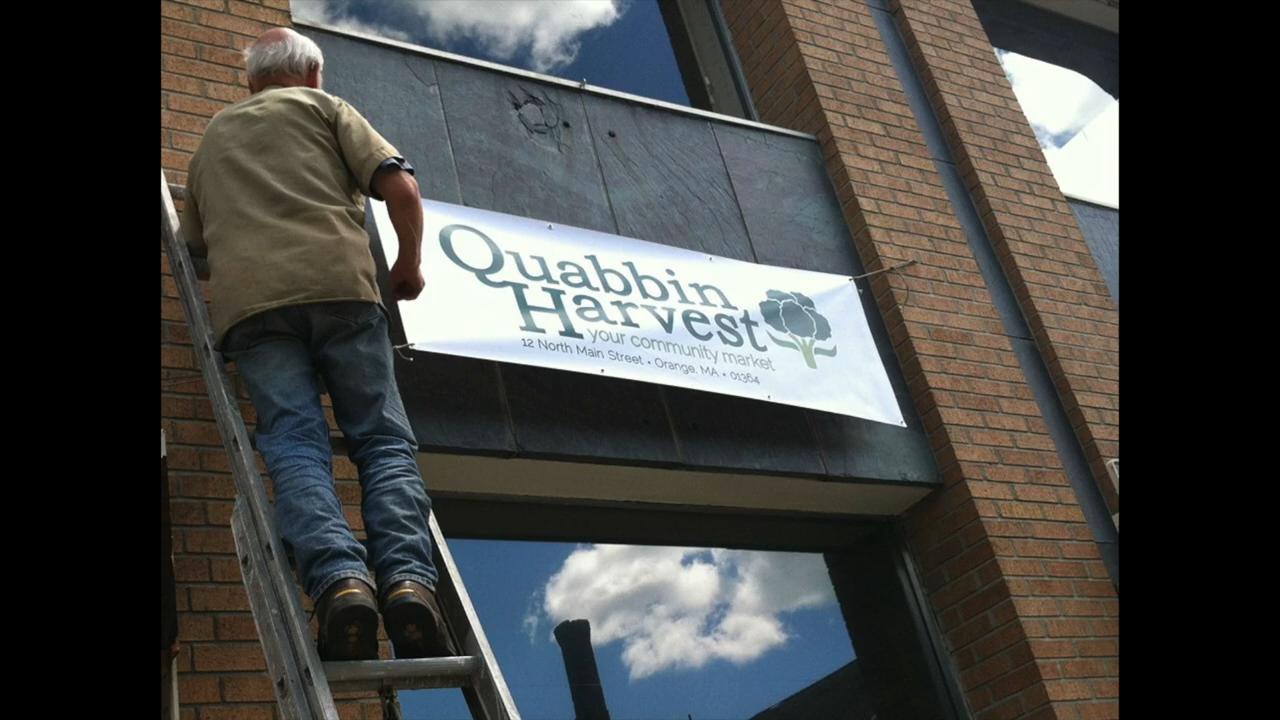 Quabbin
Harvest
your community market
12 North Main Street • Orange, MA • 01364